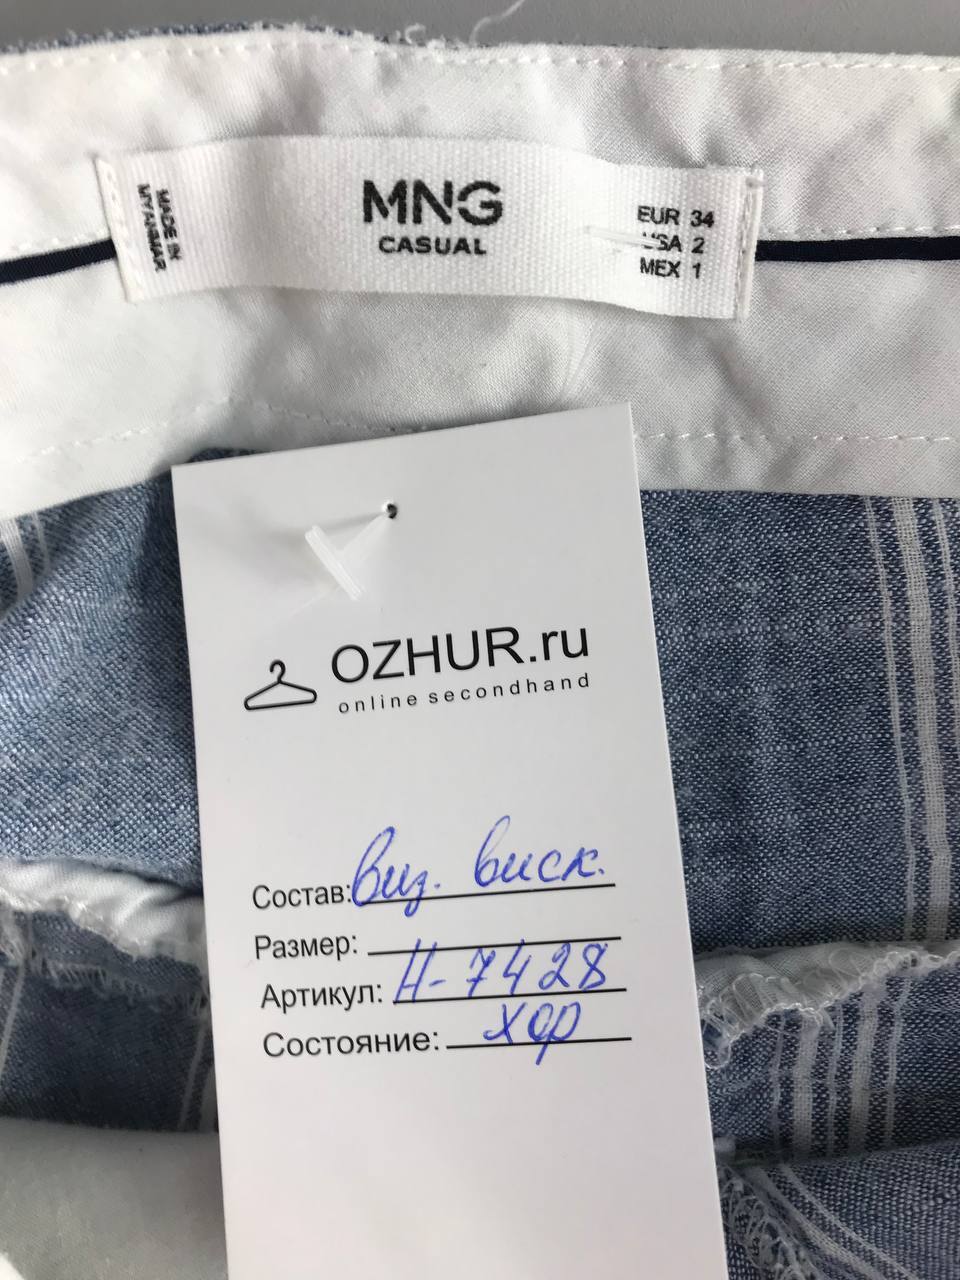 MADE IN
MYANMAR
MNG
CASUAL
EUR 34
USA 2
MEX 1
OZHUR.ru
online secondhand
Состав: виз. виск.
Размер:
Артикул: Н-7428
Состояние: хор